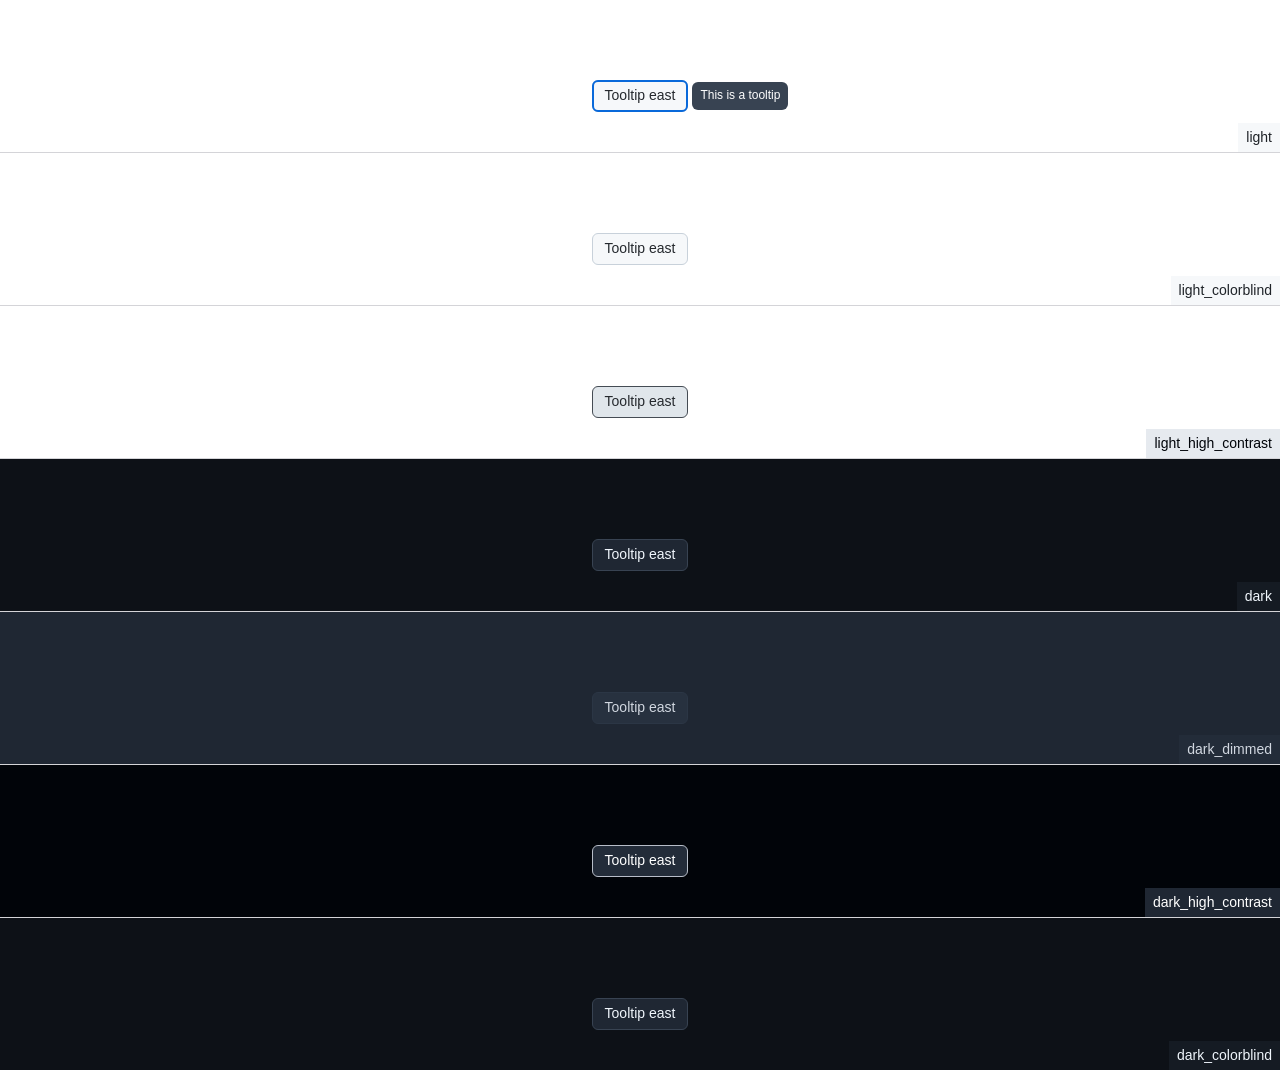 Tooltip east This is a tooltip
light
Tooltip east
light_colorblind
Tooltip east
light_high_contrast
Tooltip east
dark
Tooltip east
dark_dimmed
Tooltip east
dark_high_contrast
Tooltip east
dark_colorblind